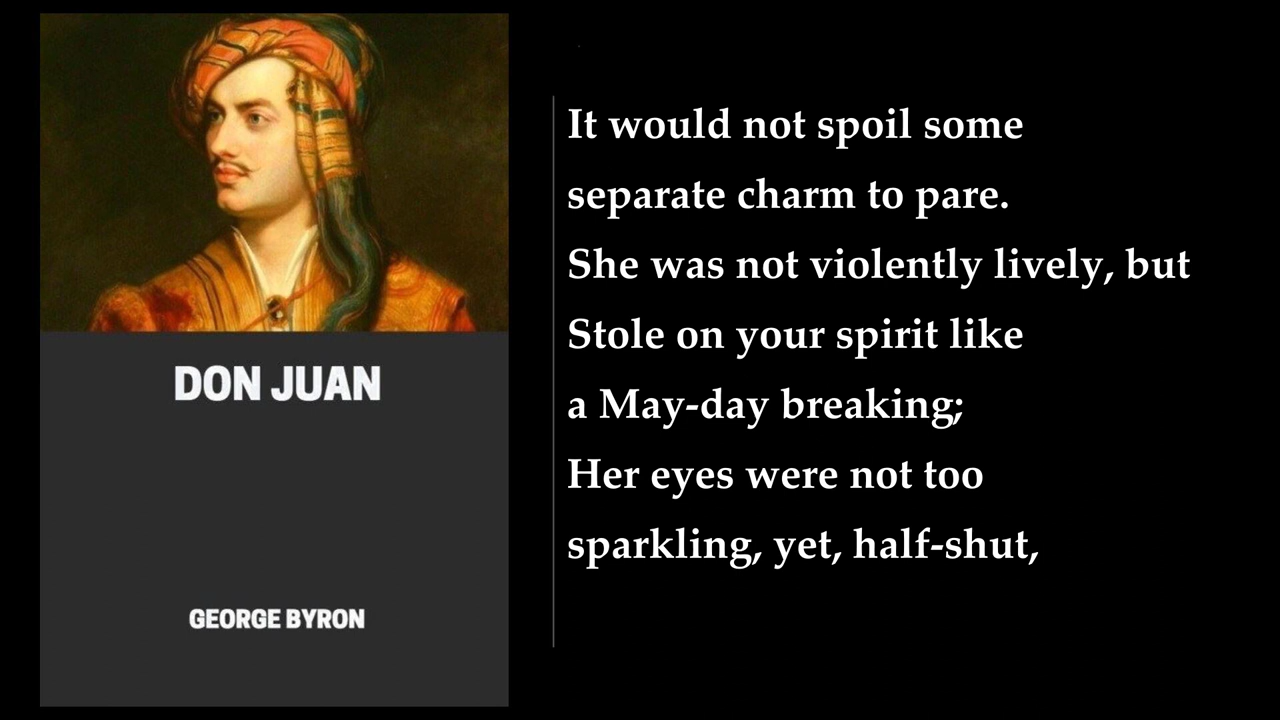 DON JUAN
GEORGE BYRON
It would not spoil some
separate charm to pare.
She was not violently lively, but
Stole on your spirit like
a May-day breaking;
Her eyes were not too
sparkling, yet, half-shut,